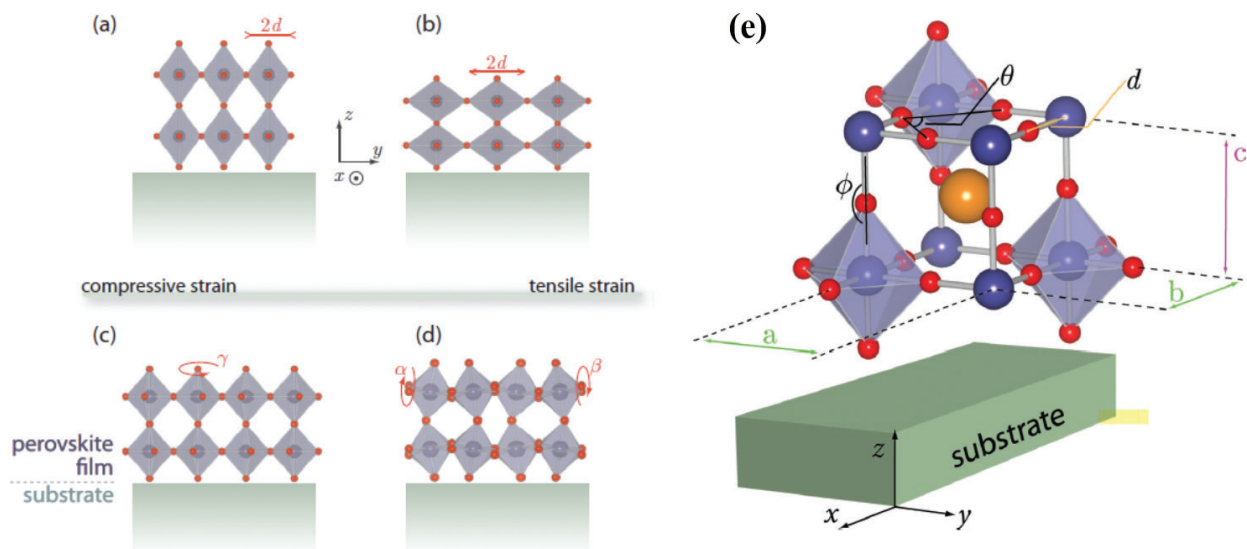 (a)
2d
(b)
2d
z
y
x
compressive strain
tensile strain
(c)
γ
(d)
α
β
perovskite
film
substrate
(e)
θ
d
c
ϕ
b
a
substrate
z
x
y